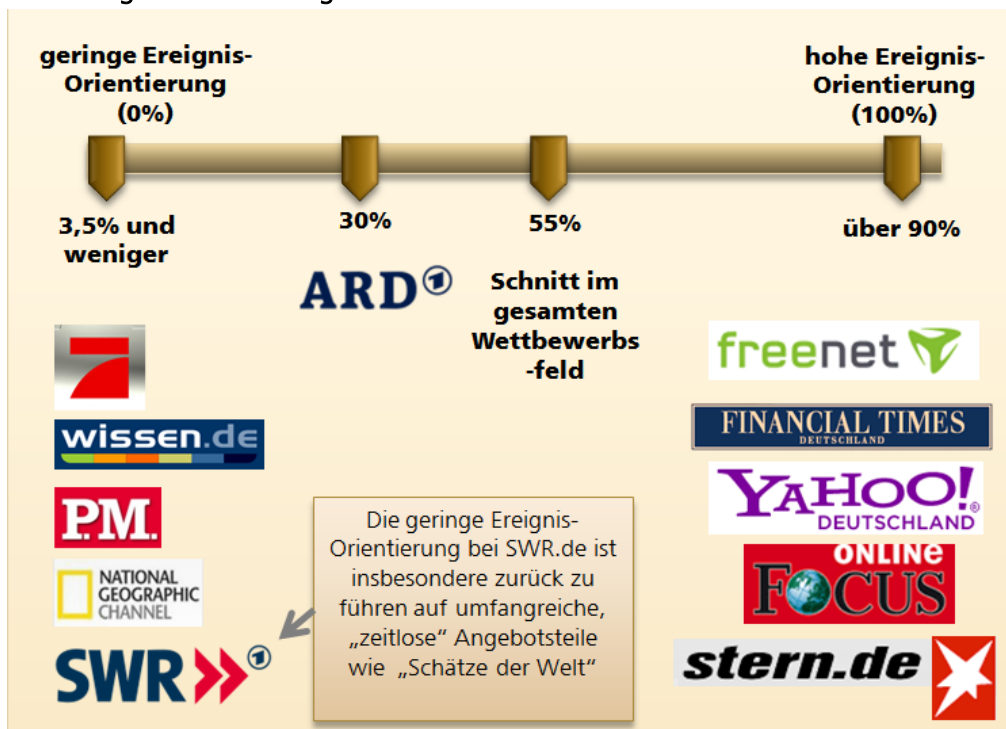 geringe Ereignis-
Orientierung
(0%)
hohe Ereignis-
Orientierung
(100%)
3,5% und
weniger
30%
55%
über 90%
ARD
Schnitt im
gesamten
Wettbewerbs
-feld
freenet
wissen.de
FINANCIAL TIMES
DEUTSCHLAND
P.M.
YAHOO!
DEUTSCHLAND
NATIONAL
GEOGRAPHIC
CHANNEL
ONLINE
FOCUS
SWR
stern.de
Die geringe Ereignis-
Orientierung bei SWR.de ist
insbesondere zurück zu
führen auf umfangreiche,
„zeitlose“ Angebotsteile
wie „Schätze der Welt“